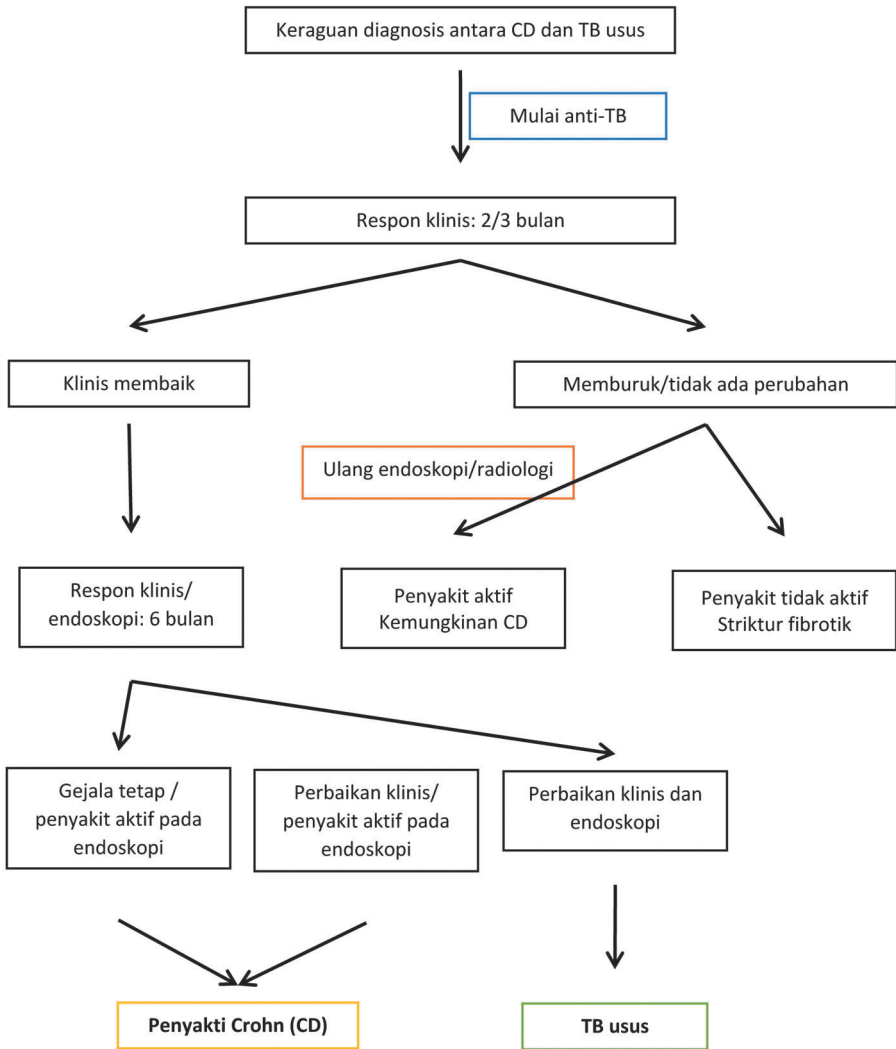 Keraguan diagnosis antara CD dan TB usus
Mulai anti-TB
Respon klinis: 2/3 bulan
Klinis membaik
Memburuk/tidak ada perubahan
Ulang endoskopi/radiologi
Respon klinis/
endoskopi: 6 bulan
Penyakit aktif
Kemungkinan CD
Penyakit tidak aktif
Striktur fibrotik
Gejala tetap /
penyakit aktif pada
endoskopi
Perbaikan klinis/
penyakit aktif pada
endoskopi
Perbaikan klinis dan
endoskopi
Penyakti Crohn (CD)
TB usus